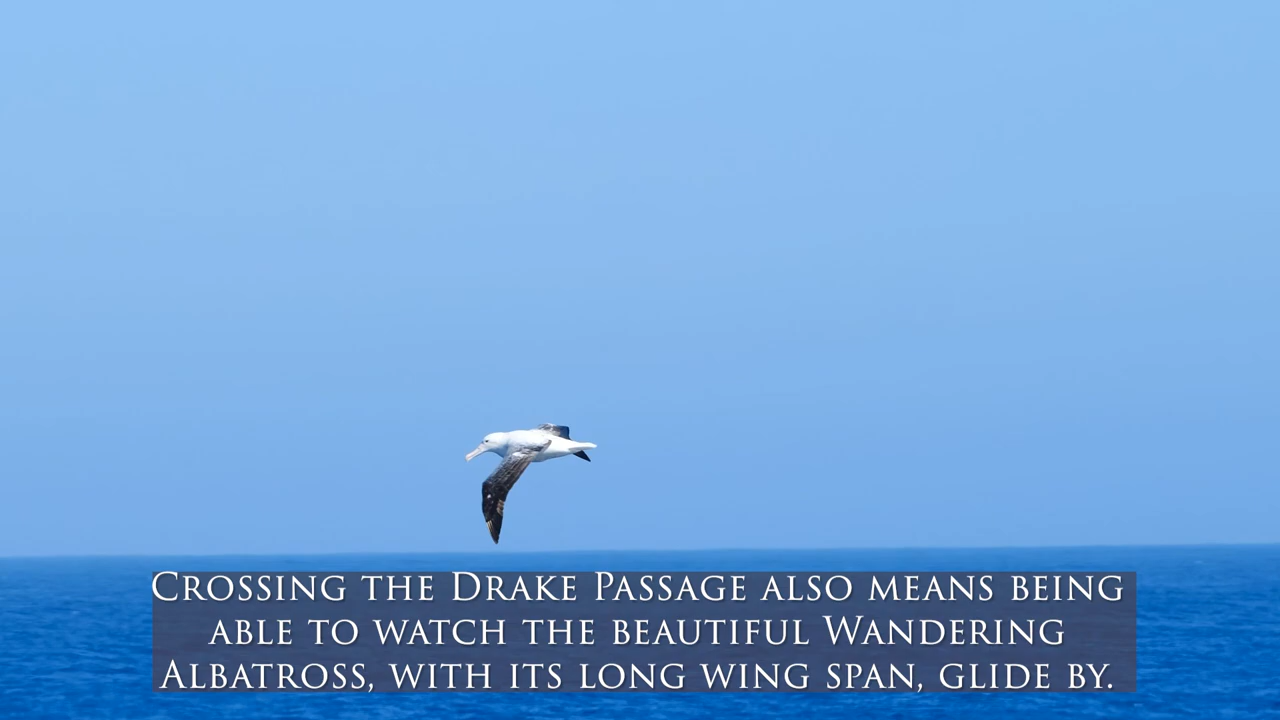 Crossing the Drake Passage also means being
able to watch the beautiful Wandering
Albatross, with its long wing span, glide by.